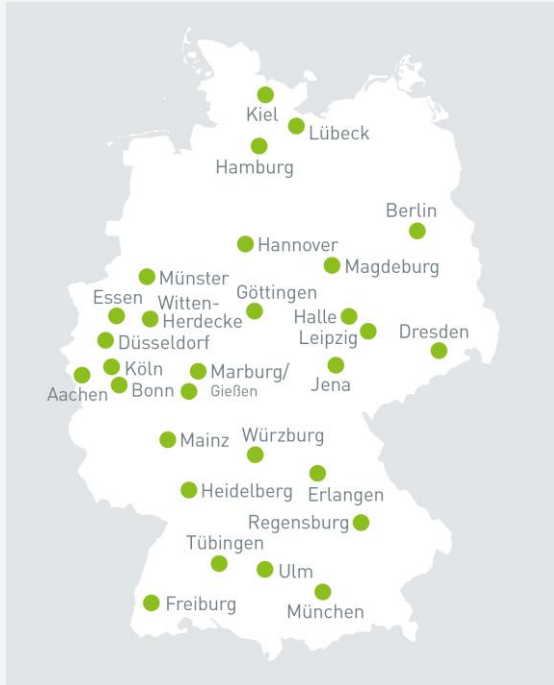 Kiel
Lübeck
Hamburg
Berlin
Hannover
Magdeburg
Münster
Essen
Witten-
Herdecke
Göttingen
Halle
Leipzig
Dresden
Düsseldorf
Köln
Marburg/
Gießen
Jena
Aachen
Bonn
Mainz
Würzburg
Heidelberg
Erlangen
Regensburg
Tübingen
Ulm
München
Freiburg